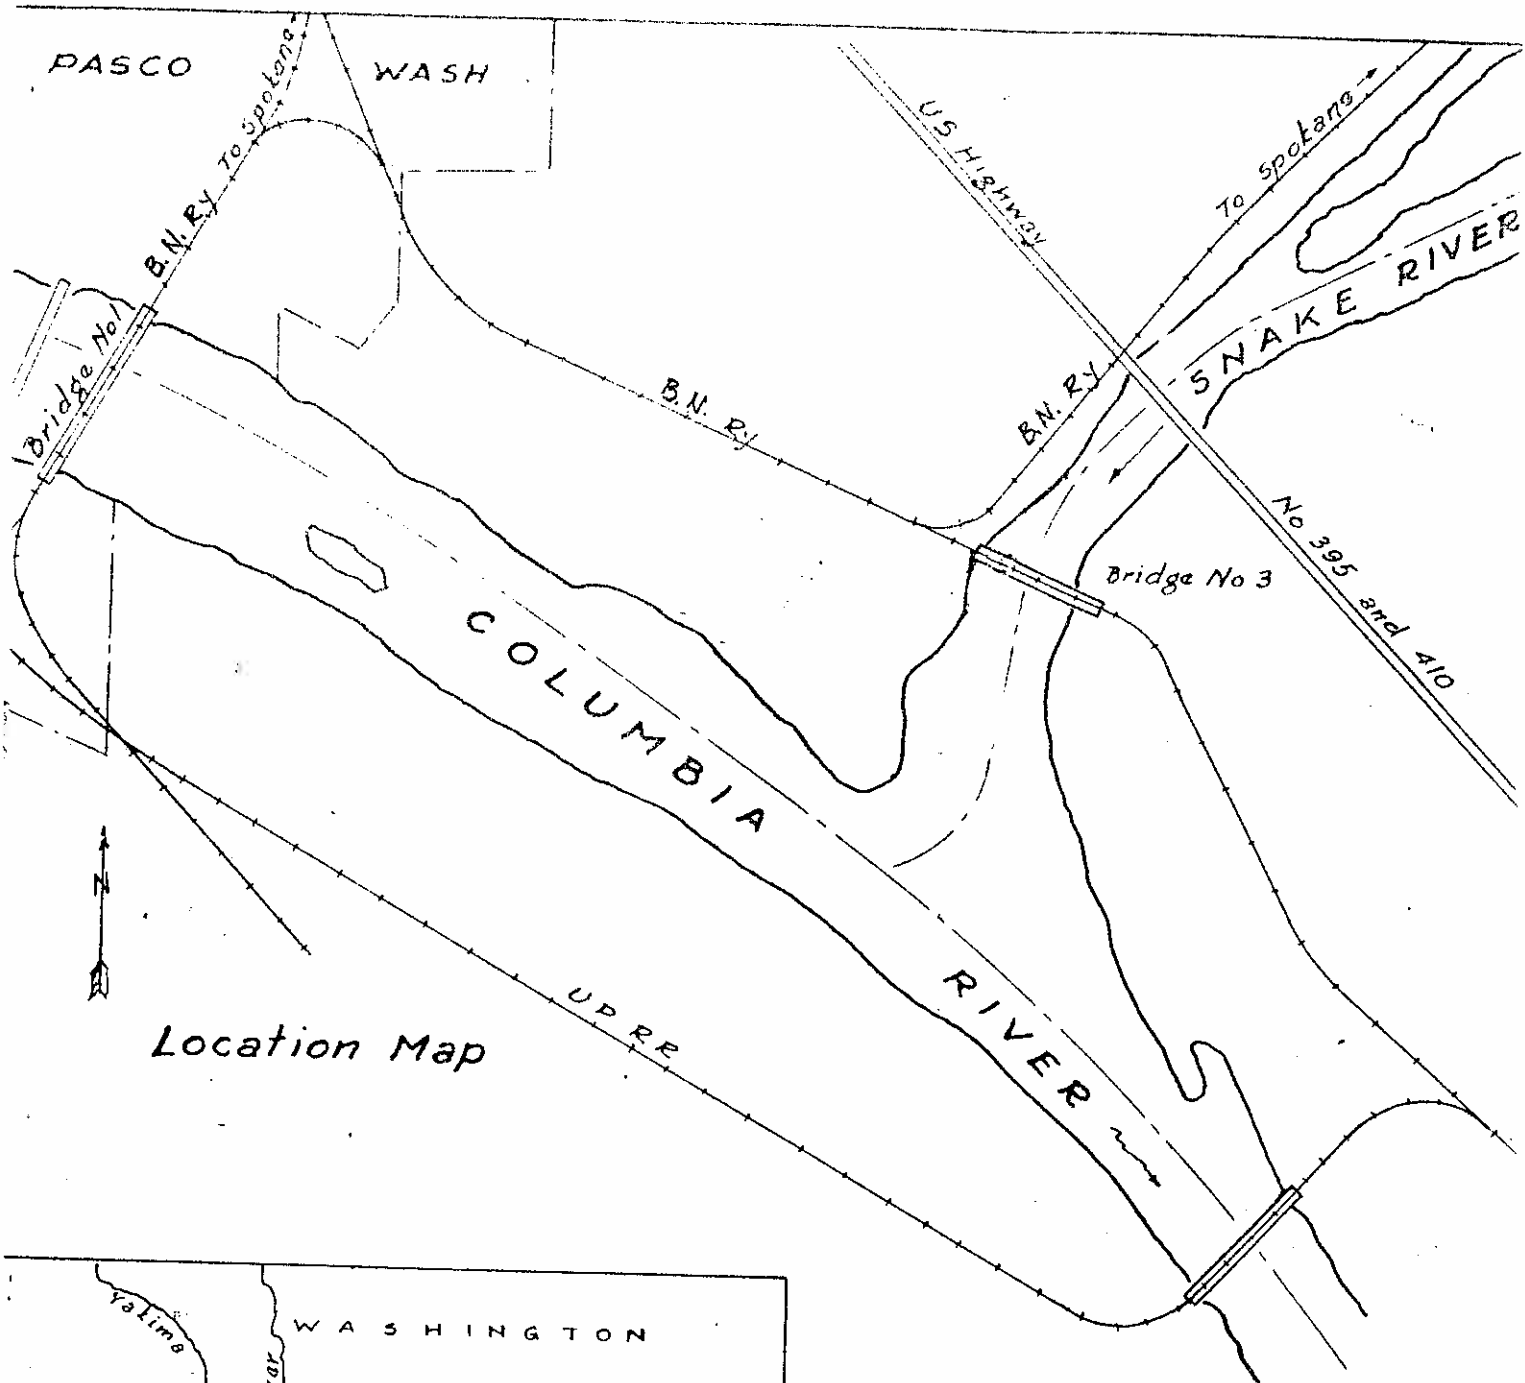 PASCO WASH
To Spokane
B.N. Ry
Bridge No 1
B.N. Ry
US Highway
No 395 and 410
To Spokane
B.N. Ry
SNAKE RIVER
Bridge No 3
COLUMBIA RIVER
N
UP RR
Location Map
Yakima
WASHINGTON